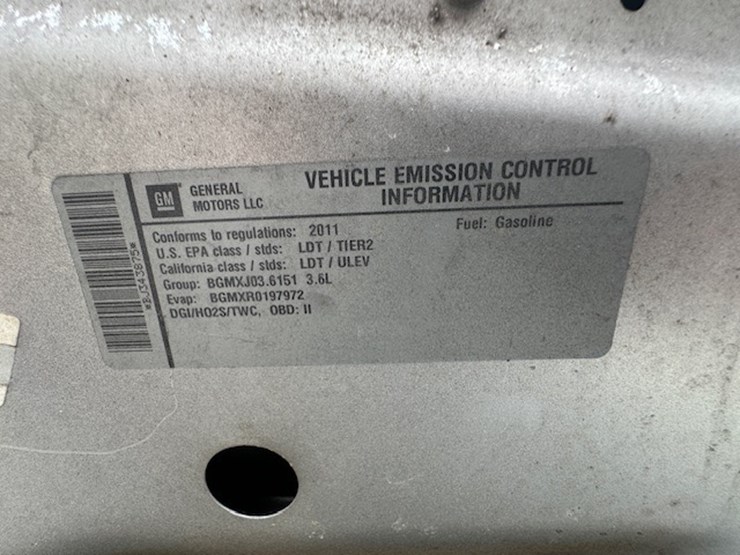 GM
GENERAL
MOTORS LLC
VEHICLE EMISSION CONTROL
INFORMATION
Conforms to regulations: 2011
Fuel: Gasoline
U.S. EPA class / stds: LDT / TIER2
California class / stds: LDT / ULEV
Group: BGMXJ03.6151 3.6L
Evap: BGMXR0197972
DGI/HO2S/TWC, OBD: II
*BJ343875*